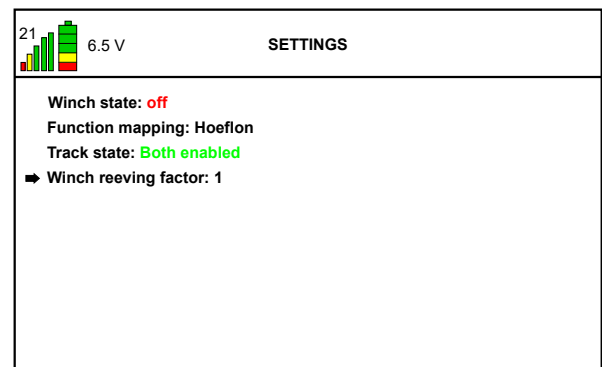 21 6.5 V SETTINGS
Winch state: off
Function mapping: Hoeflon
Track state: Both enabled
Winch reeving factor: 1